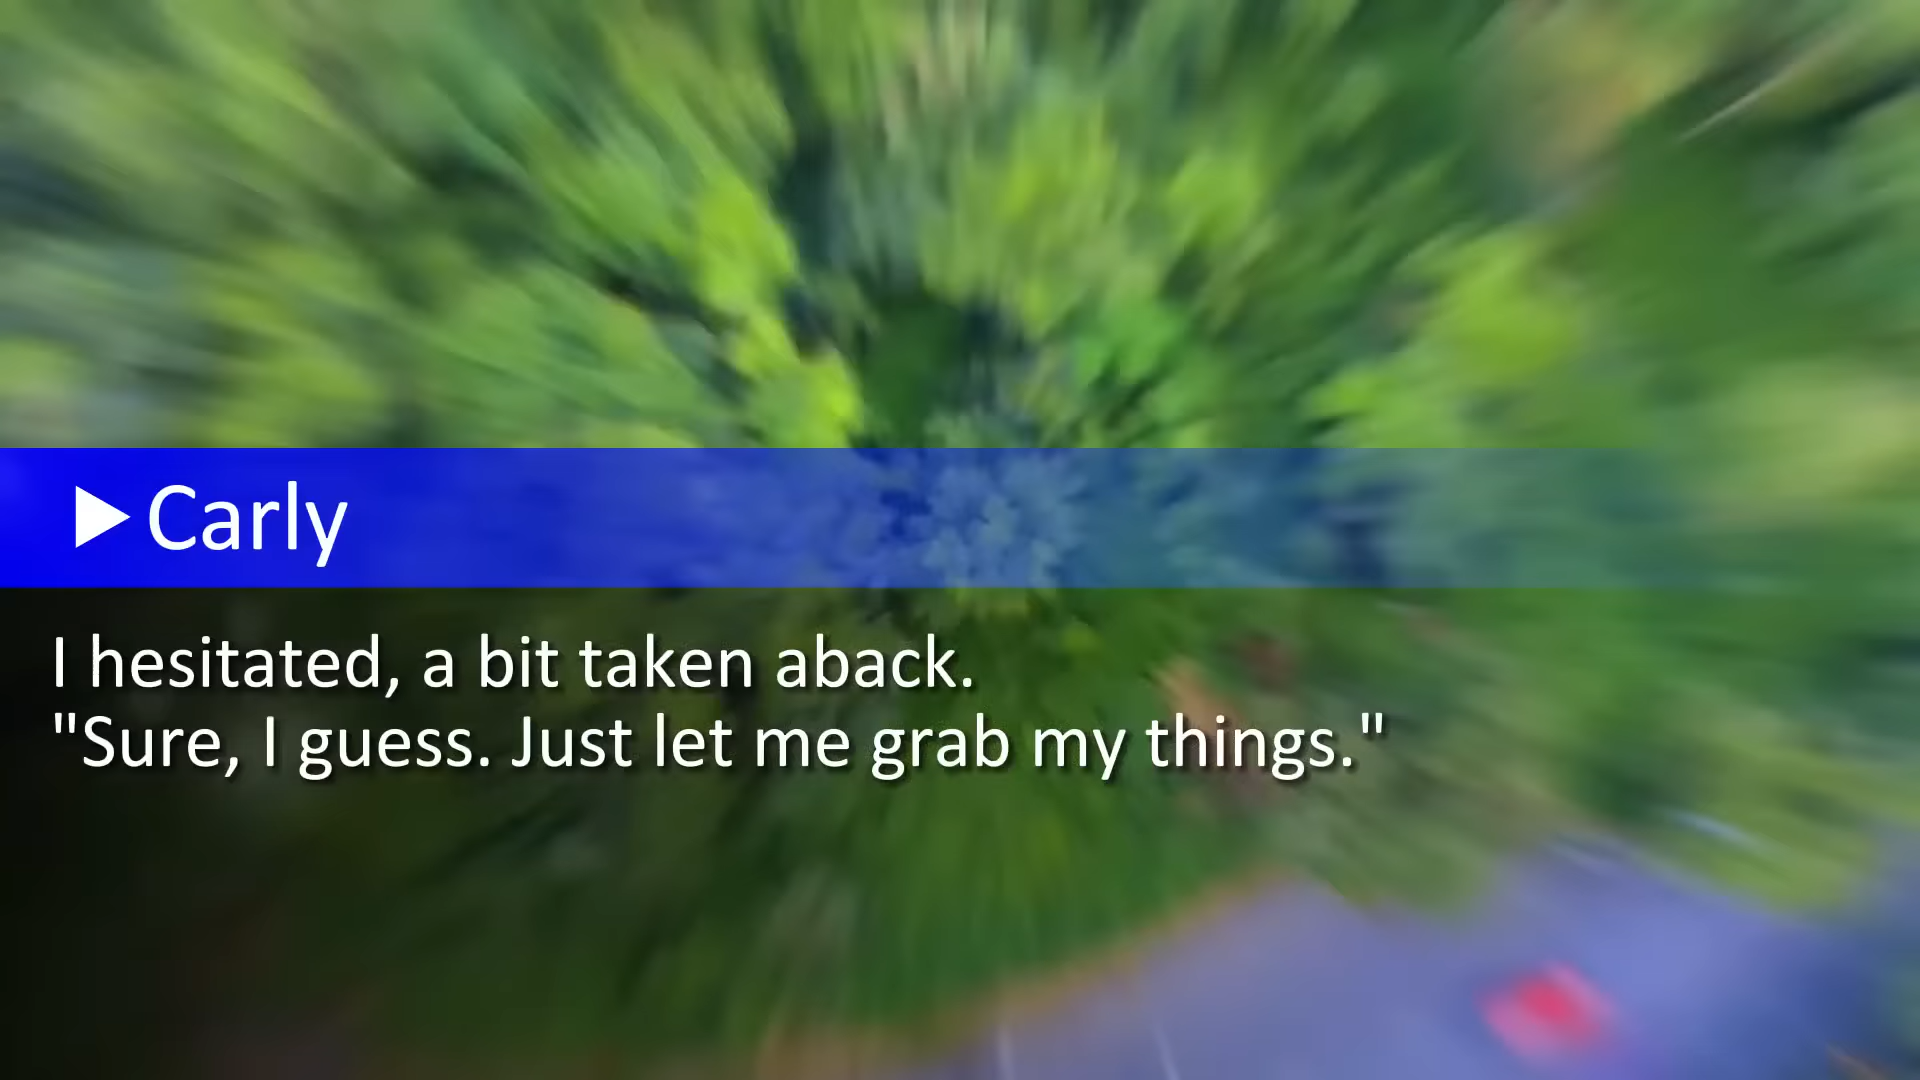 Carly
I hesitated, a bit taken aback.
"Sure, I guess. Just let me grab my things."